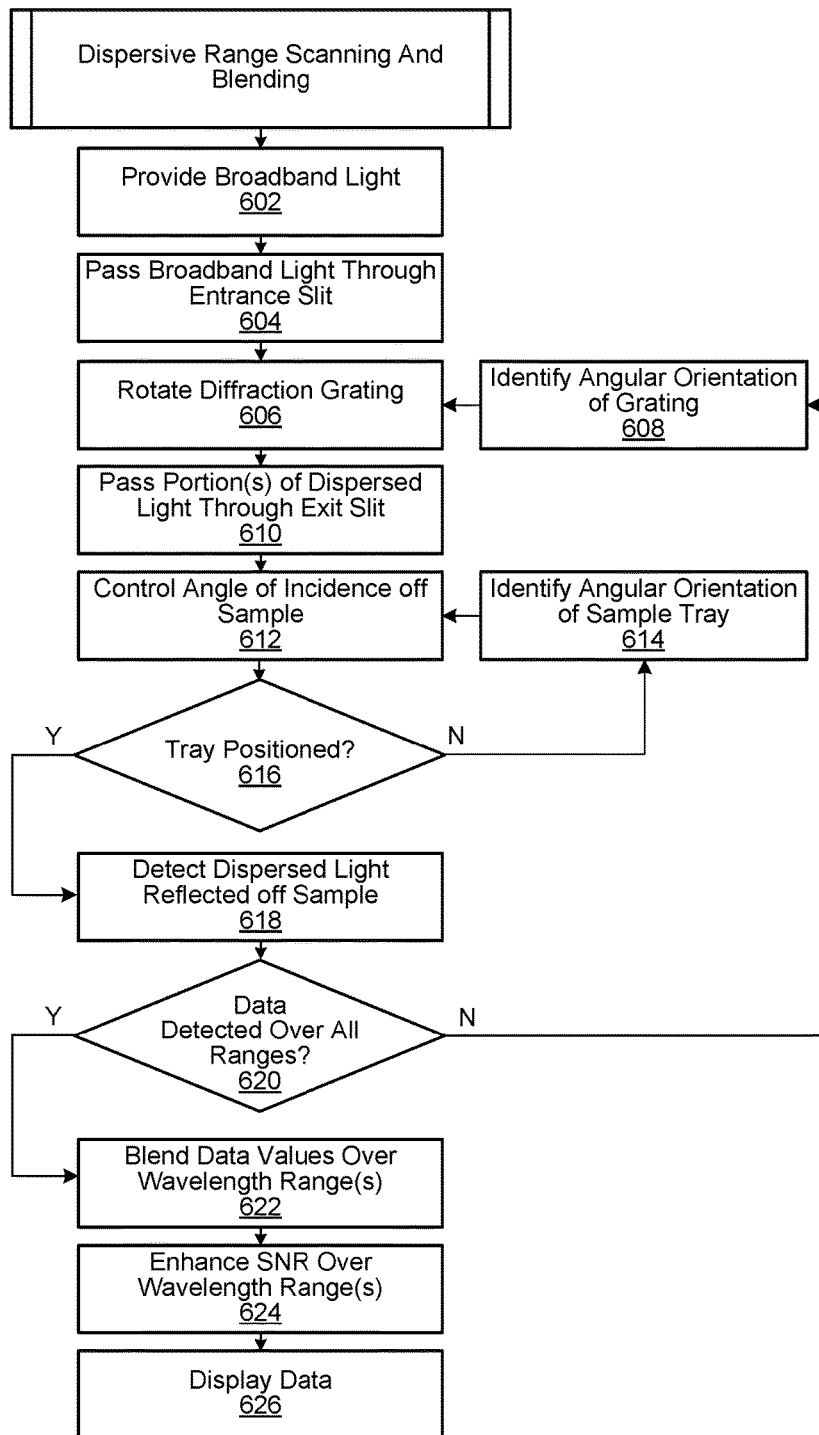 Dispersive Range Scanning And
Blending
Provide Broadband Light
602
Pass Broadband Light Through
Entrance Slit
604
Rotate Diffraction Grating
606
Identify Angular Orientation
of Grating
608
Pass Portion(s) of Dispersed
Light Through Exit Slit
610
Control Angle of Incidence off
Sample
612
Identify Angular Orientation
of Sample Tray
614
Y
N
Tray Positioned?
616
Detect Dispersed Light
Reflected off Sample
618
Y
N
Data
Detected Over All
Ranges?
620
Blend Data Values Over
Wavelength Range(s)
622
Enhance SNR Over
Wavelength Range(s)
624
Display Data
626